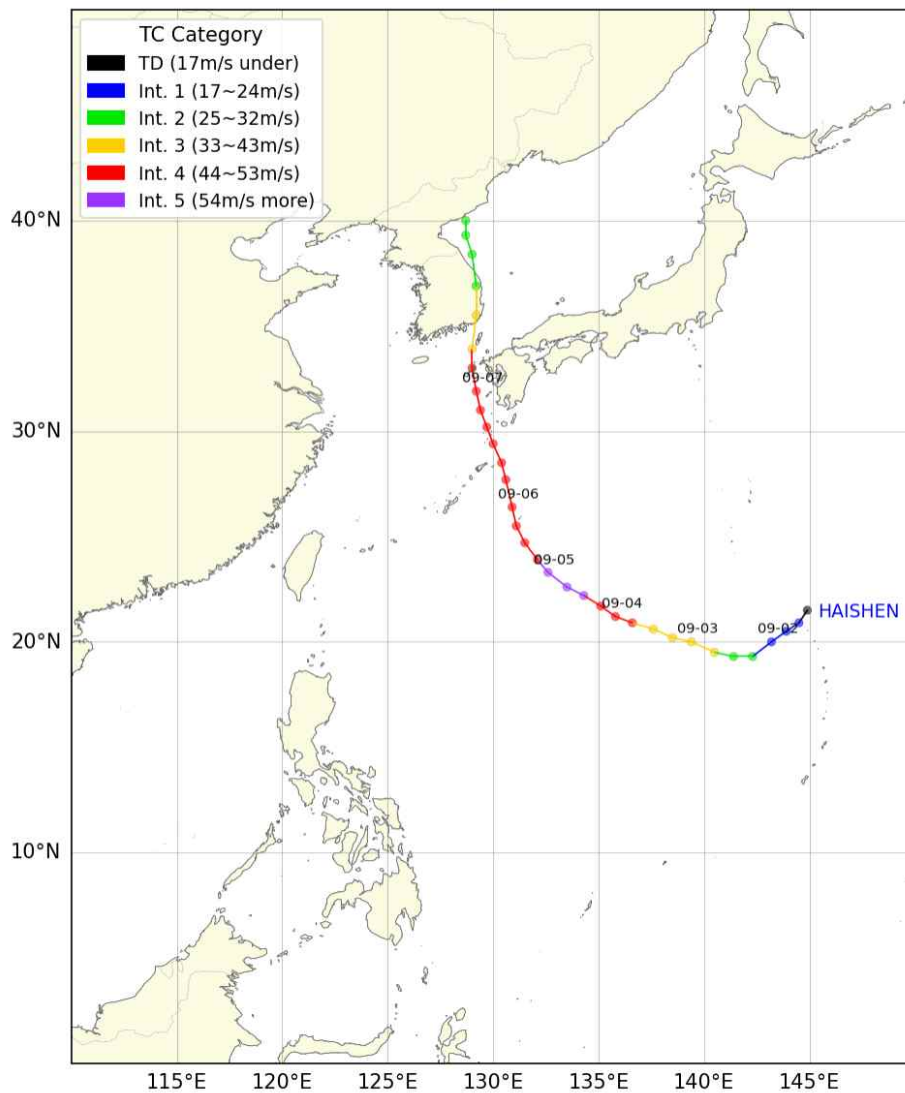 TC Category
TD (17m/s under)
Int. 1 (17~24m/s)
Int. 2 (25~32m/s)
Int. 3 (33~43m/s)
Int. 4 (44~53m/s)
Int. 5 (54m/s more)
40°N
09-07
30°N
09-06
09-05
09-04
HAISHEN
09-02
09-03
20°N
10°N
115°E 120°E 125°E 130°E 135°E 140°E 145°E